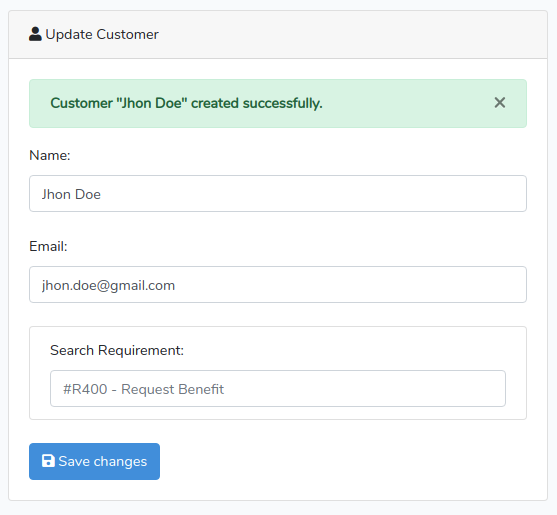 Update Customer
Customer "Jhon Doe" created successfully. ×
Name:
Jhon Doe
Email:
jhon.doe@gmail.com
Search Requirement:
#R400 - Request Benefit
Save changes